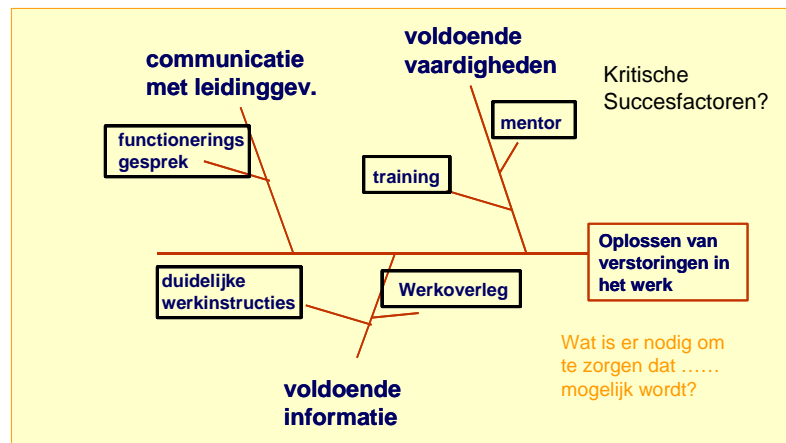 communicatie
met leidinggev.
voldoende
vaardigheden
Kritische
Succesfactoren?
functionerings
gesprek
mentor
training
Oplossen van
verstoringen in
het werk
duidelijke
werkinstructies
Werkoverleg
voldoende
informatie
Wat is er nodig om
te zorgen dat ......
mogelijk wordt?